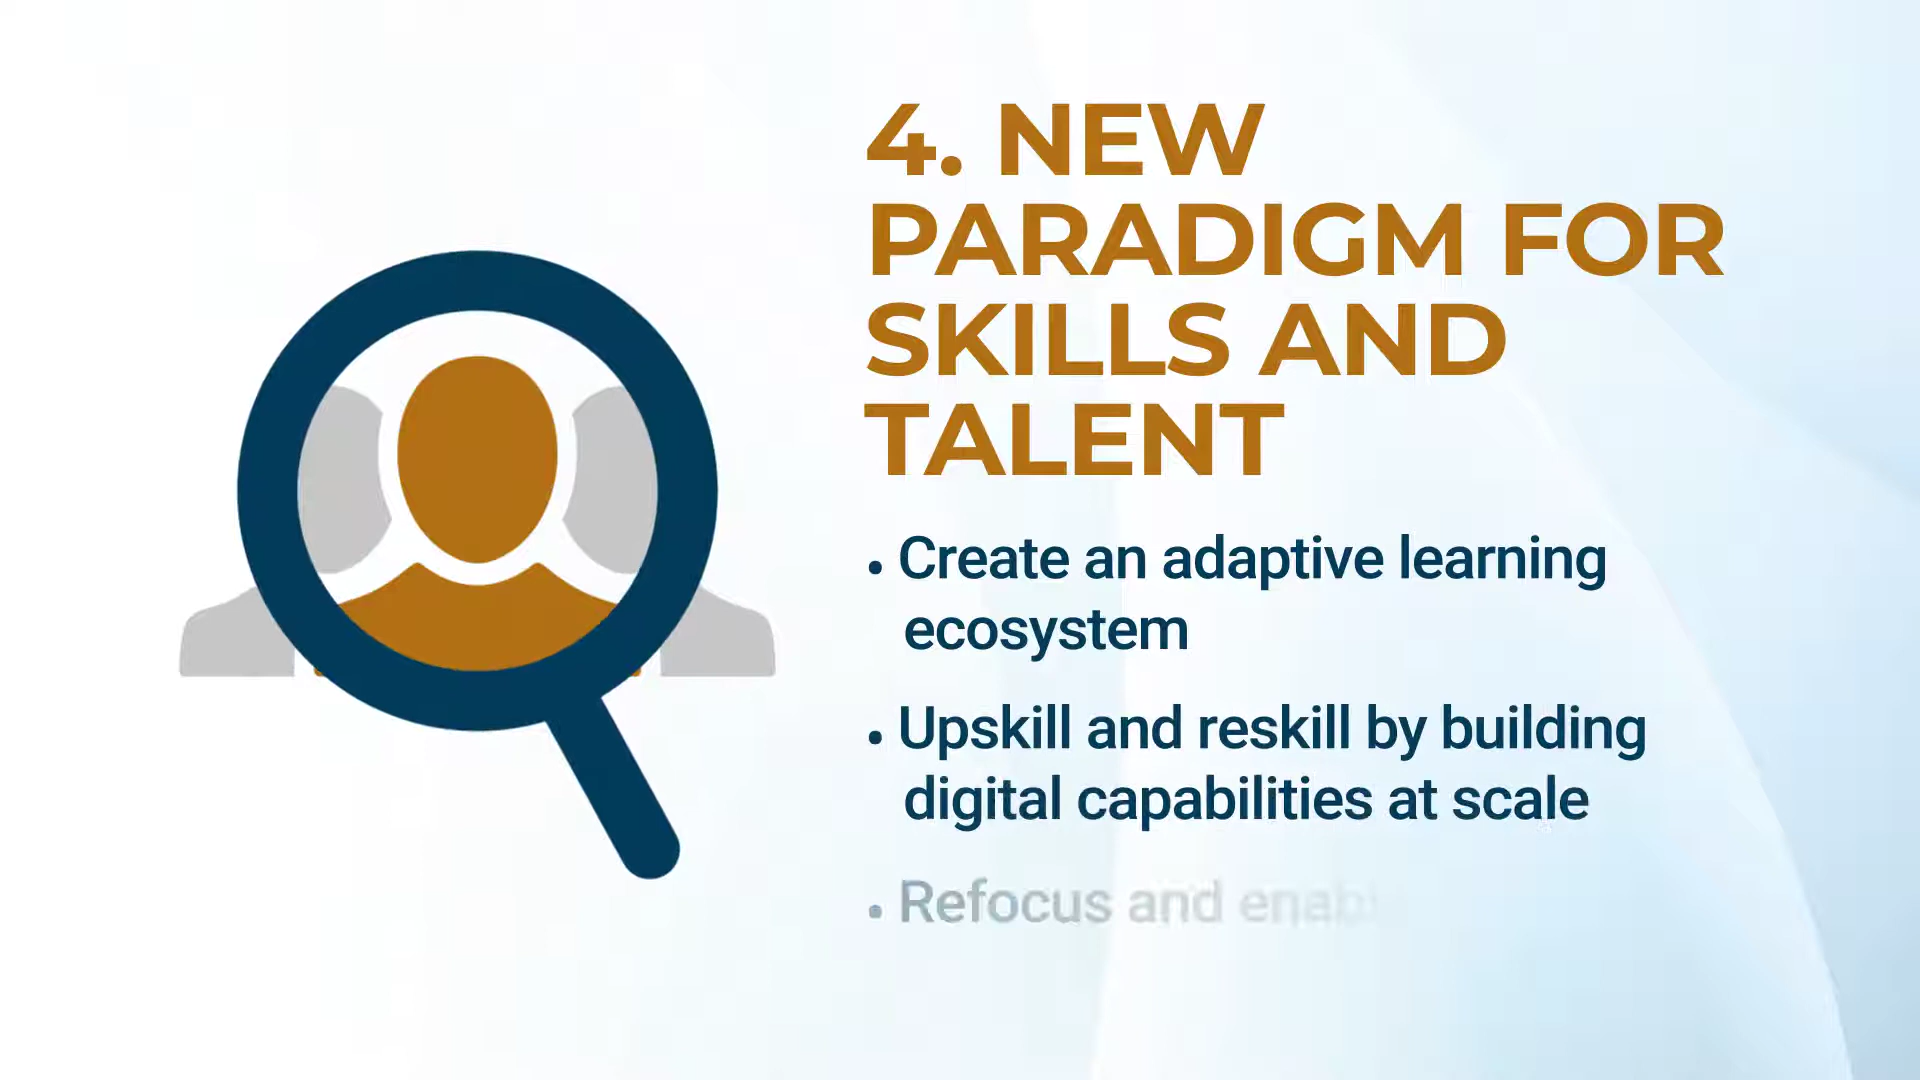 4. NEW
PARADIGM FOR
SKILLS AND
TALENT
• Create an adaptive learning
ecosystem
• Upskill and reskill by building
digital capabilities at scale
• Refocus and